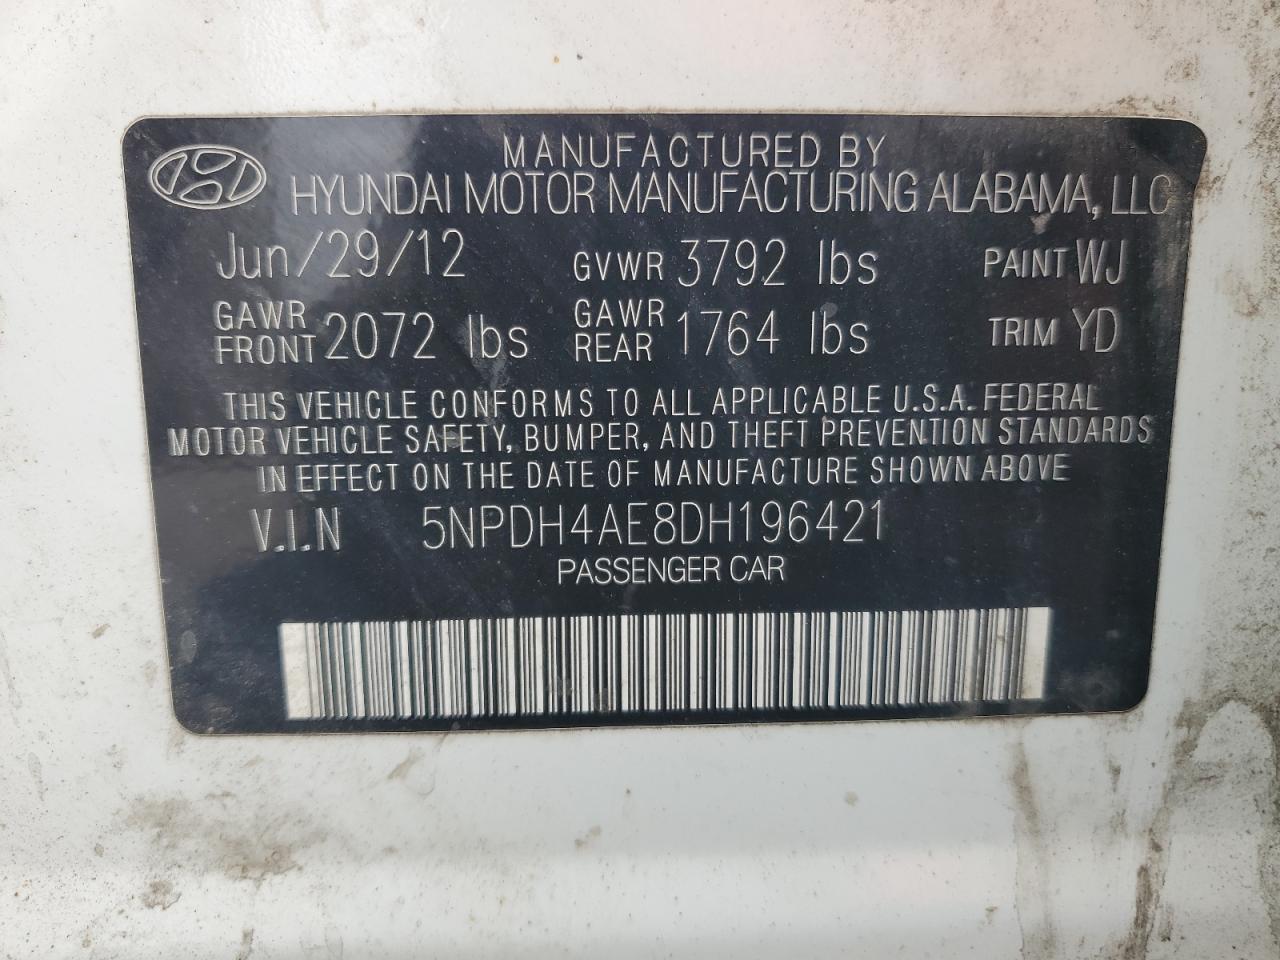 MANUFACTURED BY
HYUNDAI MOTOR MANUFACTURING ALABAMA, LLC
Jun/29/12 GVWR 3792 lbs PAINT WJ
GAWR FRONT 2072 lbs GAWR REAR 1764 lbs TRIM YD
THIS VEHICLE CONFORMS TO ALL APPLICABLE U.S.A. FEDERAL
MOTOR VEHICLE SAFETY, BUMPER, AND THEFT PREVENTION STANDARDS
IN EFFECT ON THE DATE OF MANUFACTURE SHOWN ABOVE
V.I.N 5NPDH4AE8DH196421
PASSENGER CAR